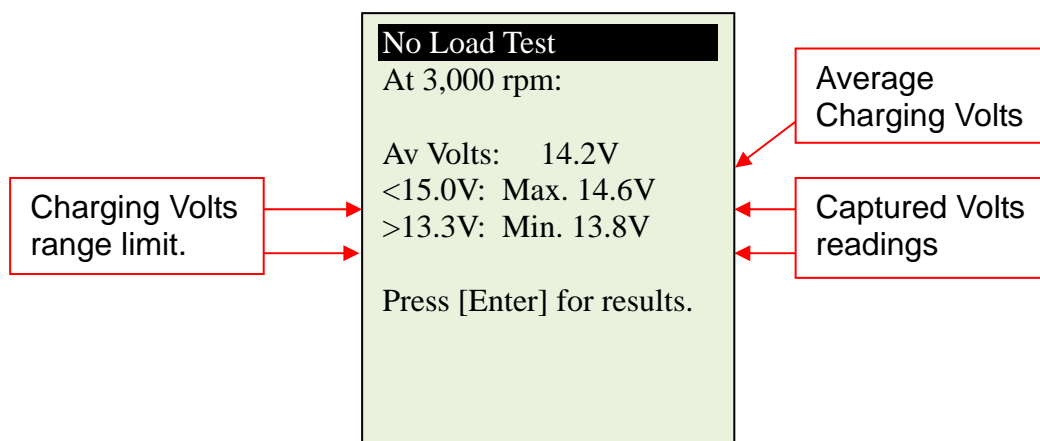 No Load Test
At 3,000 rpm:
Av Volts: 14.2V
<15.0V: Max. 14.6V
>13.3V: Min. 13.8V
Press [Enter] for results.
Charging Volts
range limit.
Average
Charging Volts
Captured Volts
readings